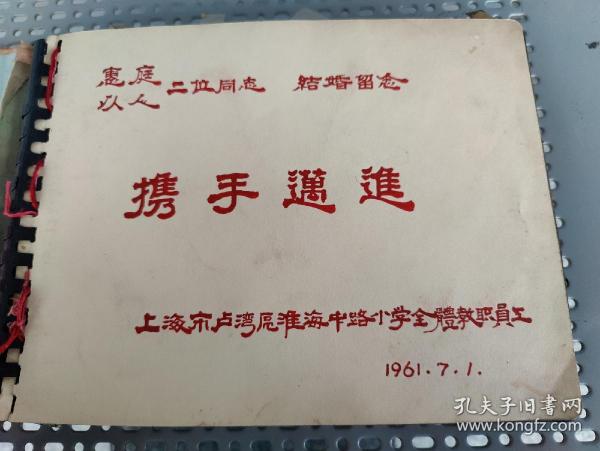 惠庭
以人 二位同志 結婚留念
携手邁進
上海市卢湾区淮海中路小学全體教职員工
1961.7.1.
孔夫子旧书网
www.kongfz.com